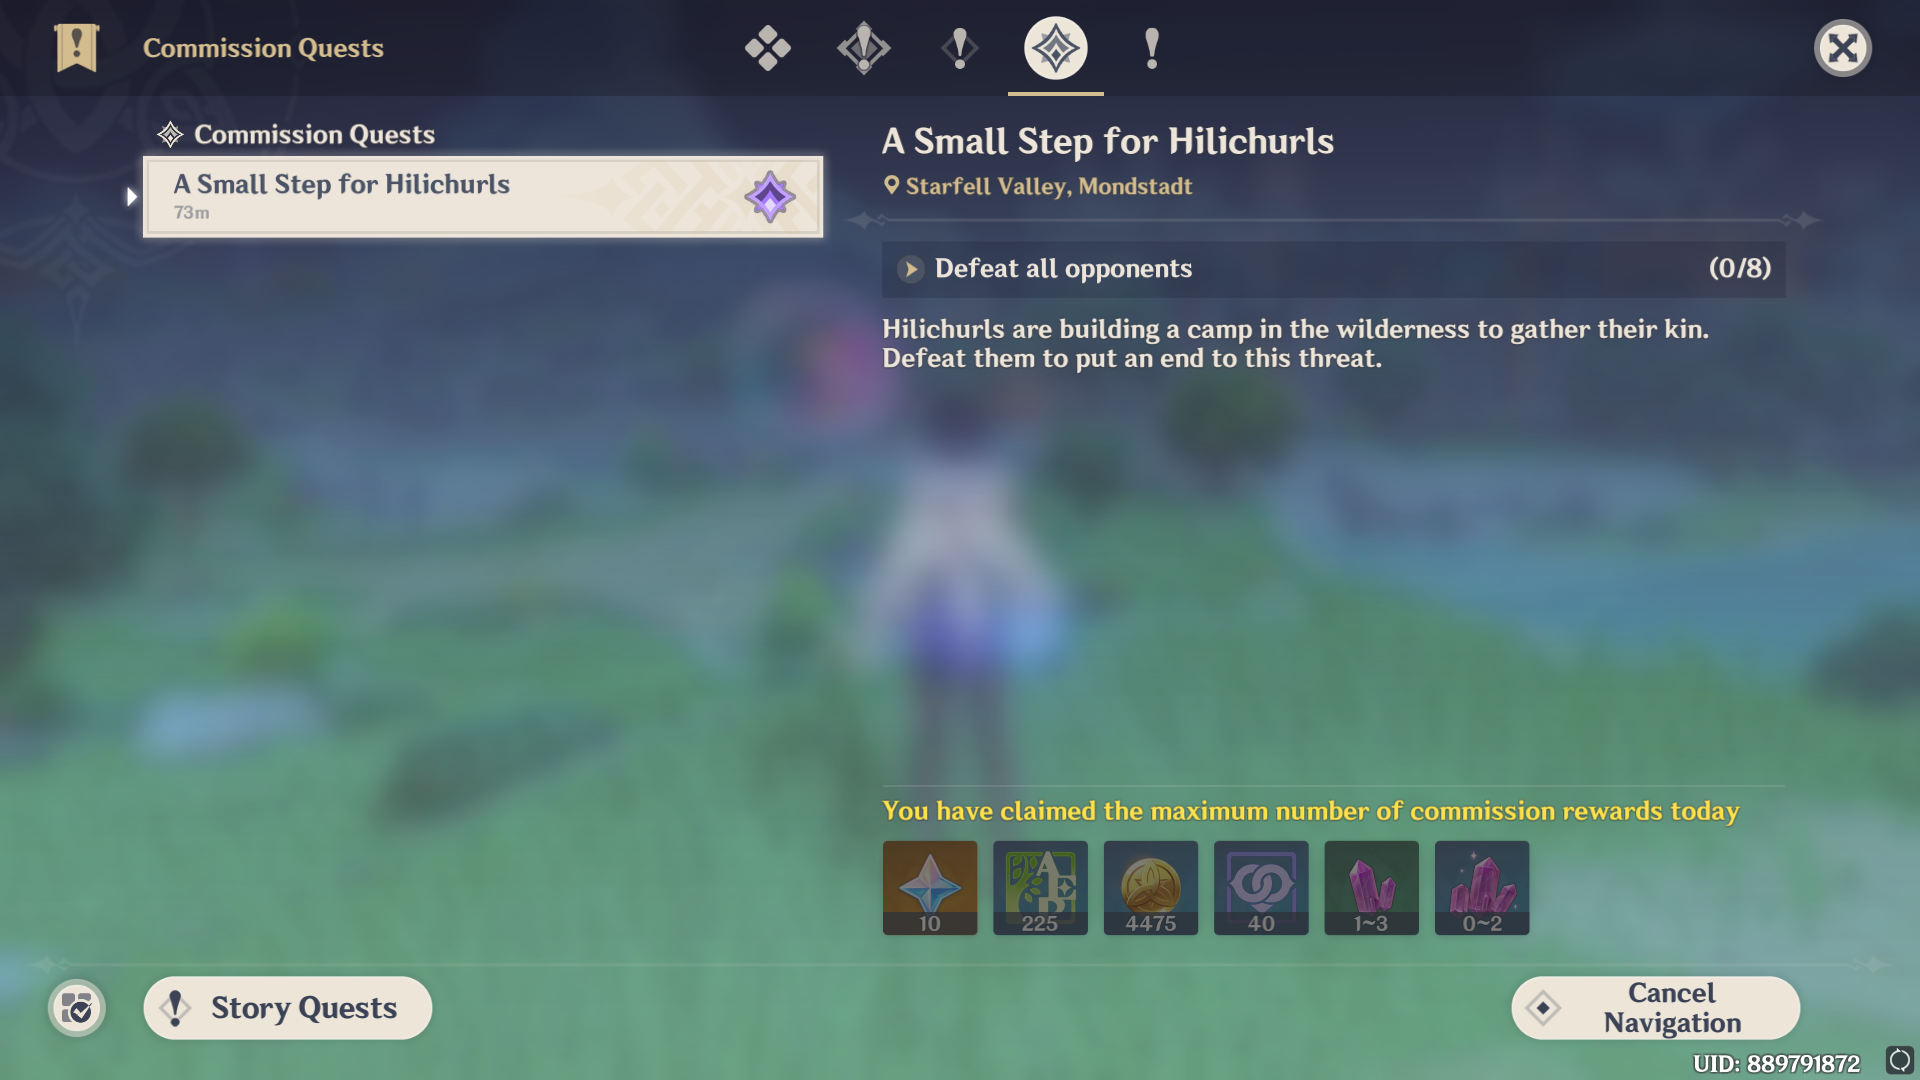 Commission Quests
Commission Quests
A Small Step for Hilichurls
73m
A Small Step for Hilichurls
Starfell Valley, Mondstadt
Defeat all opponents (0/8)
Hilichurls are building a camp in the wilderness to gather their kin.
Defeat them to put an end to this threat.
You have claimed the maximum number of commission rewards today
10 225 4475 40 1~3 0~2
Story Quests
Cancel
Navigation
UID: 889791872